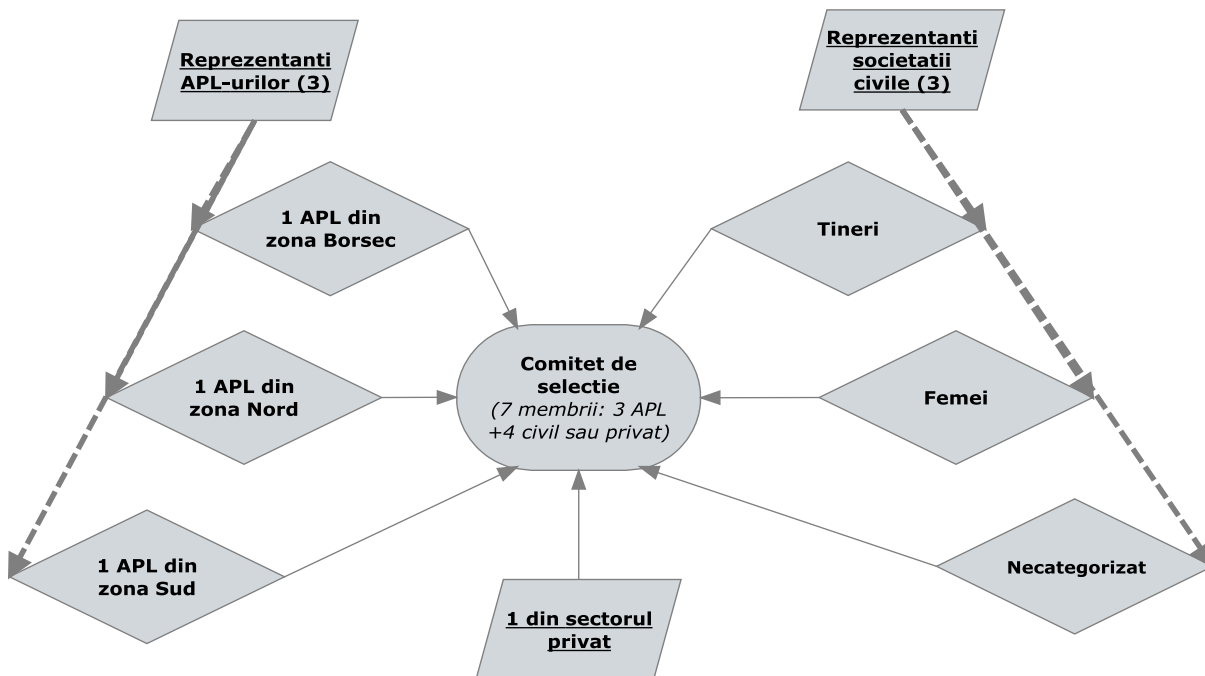 Reprezentanti
APL-urilor (3)
Reprezentanti
societatii
civile (3)
1 APL din
zona Borsec
Tineri
1 APL din
zona Nord
Comitet de
selectie
(7 membrii: 3 APL
+4 civil sau privat)
Femei
1 APL din
zona Sud
Necategorizat
1 din sectorul
privat